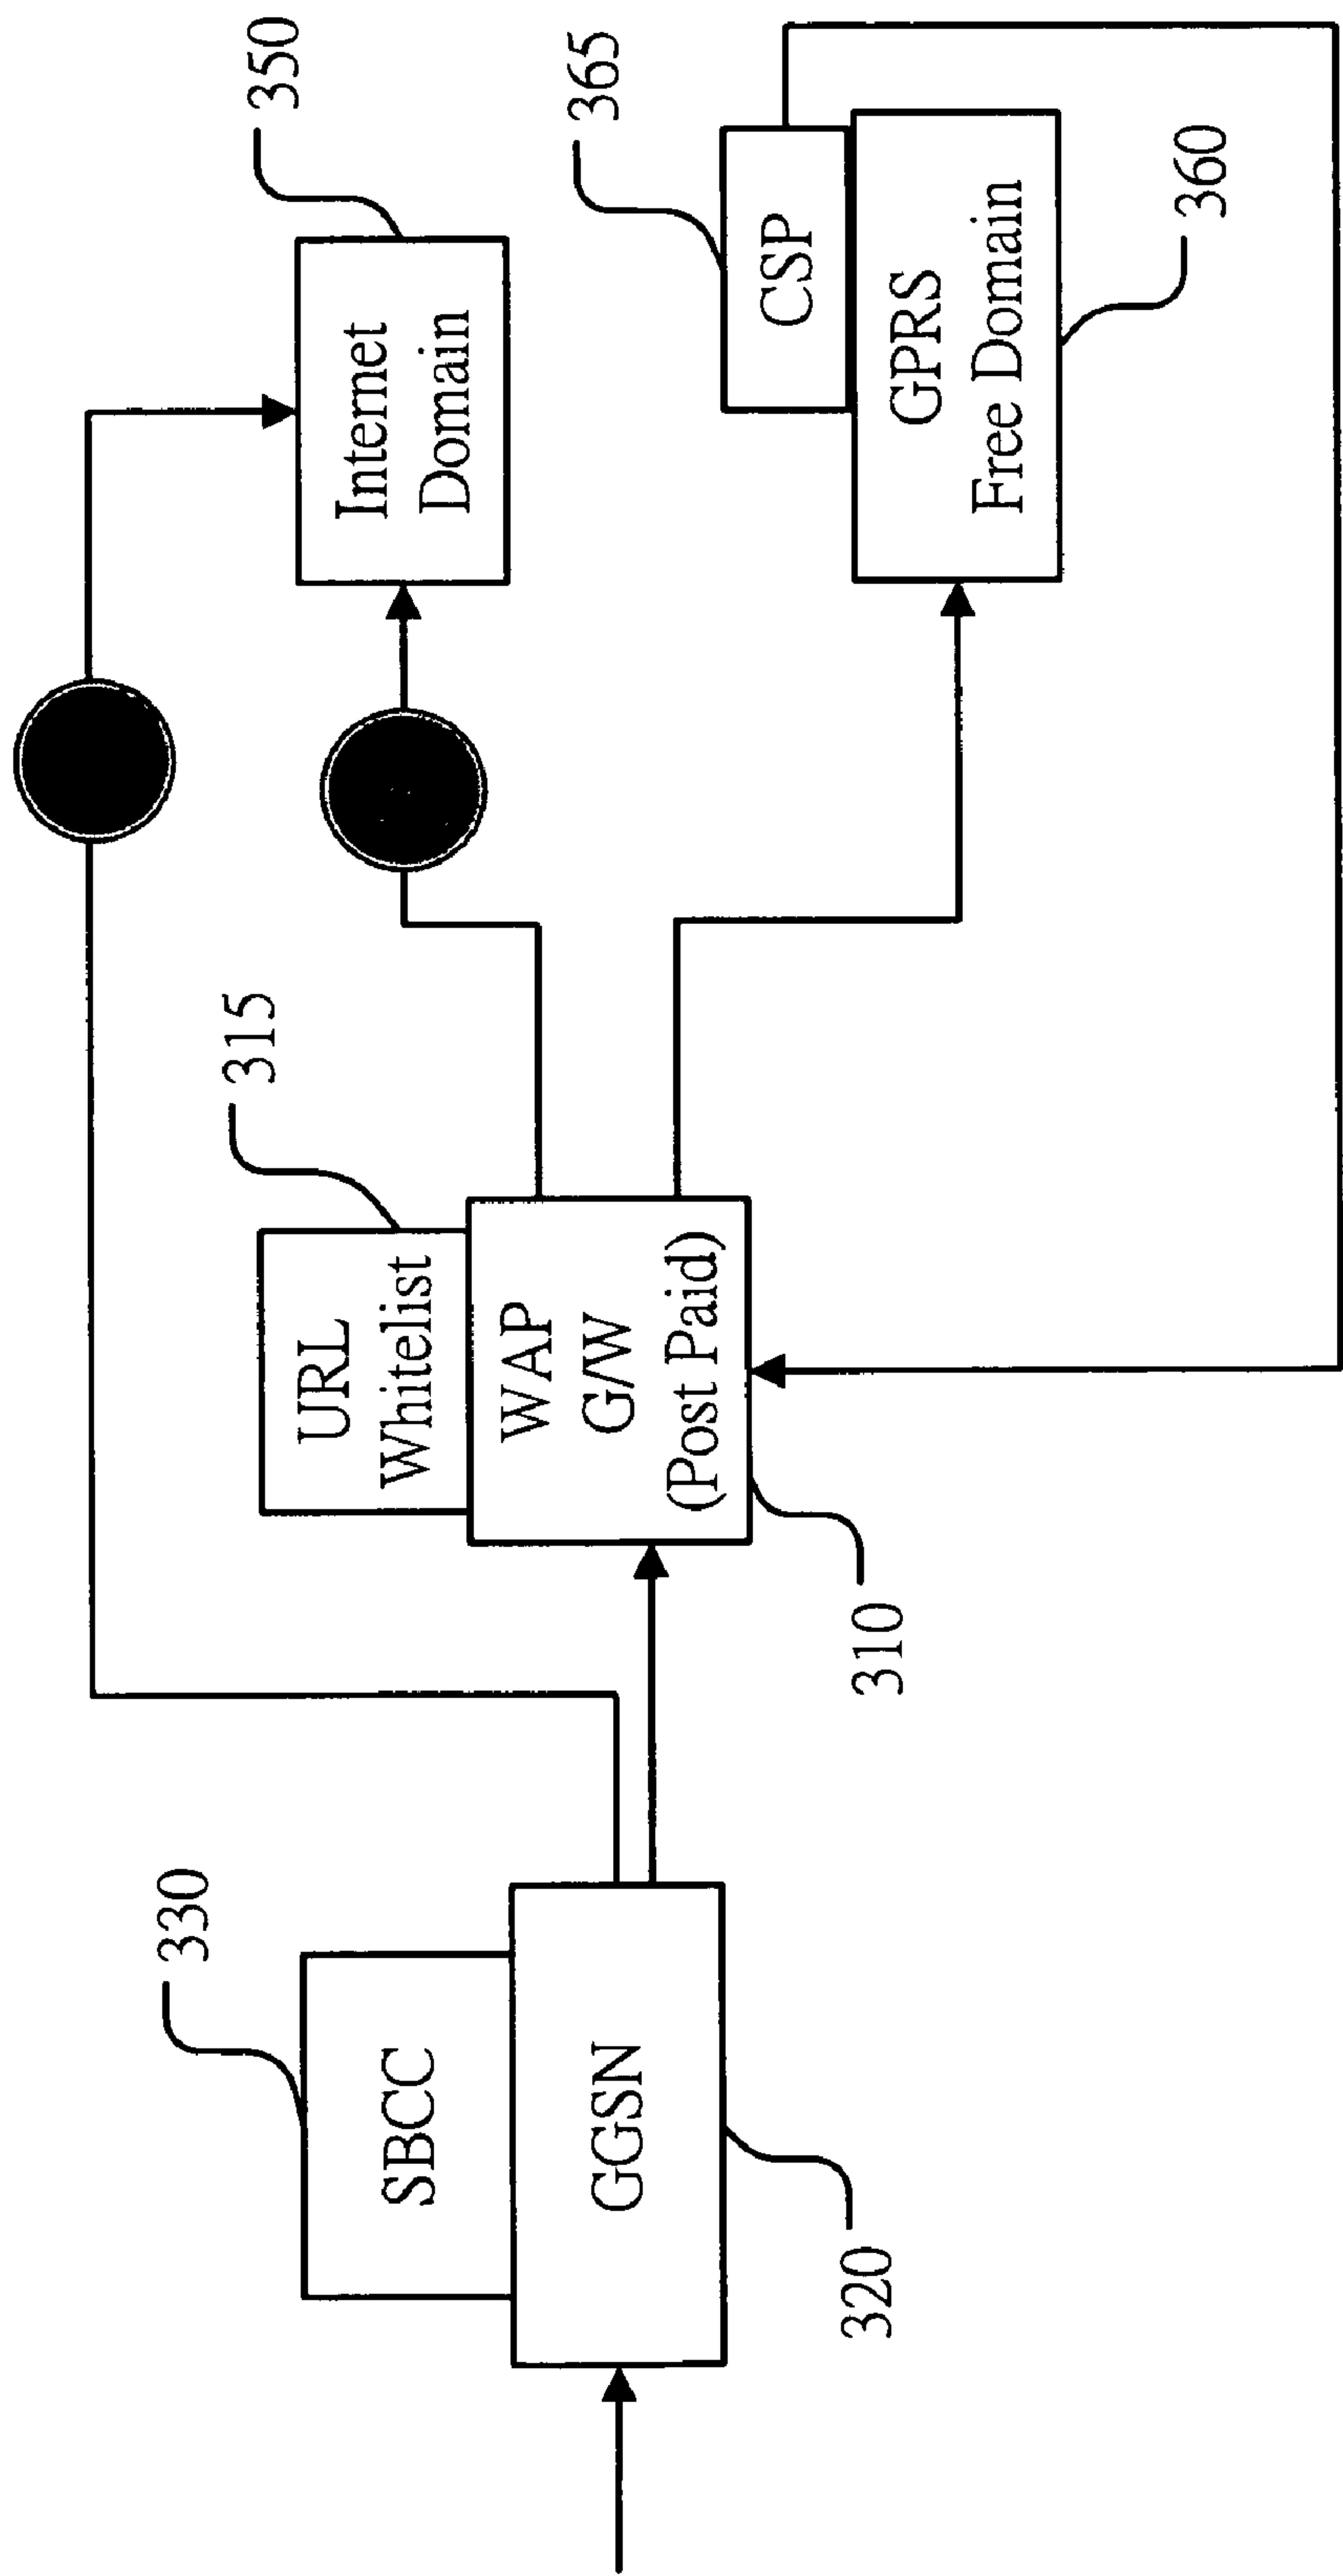 330
SBCC
GGSN
320
315
URL
Whitelist
WAP
G/W
(Post Paid)
310
350
Internet
Domain
365
CSP
GPRS
Free Domain
360